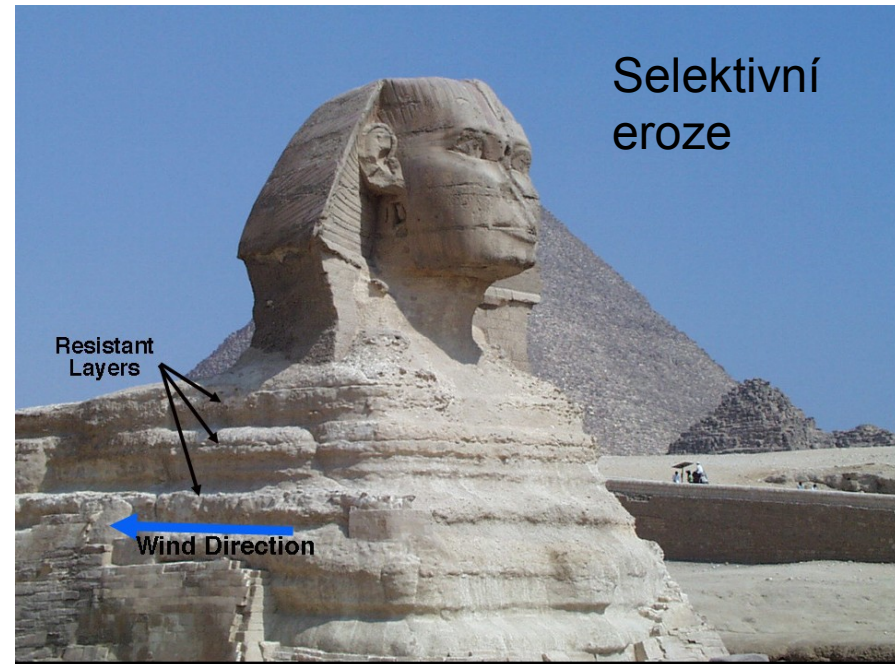 Selektivní
eroze
Resistant
Layers
Wind Direction